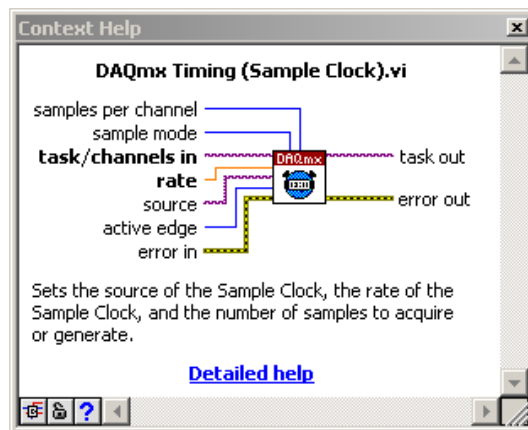 Context Help
DAQmx Timing (Sample Clock).vi
samples per channel
sample mode
task/channels in
rate
source
active edge
error in
DAQmx
task out
error out
Sets the source of the Sample Clock, the rate of the
Sample Clock, and the number of samples to acquire
or generate.
Detailed help
?